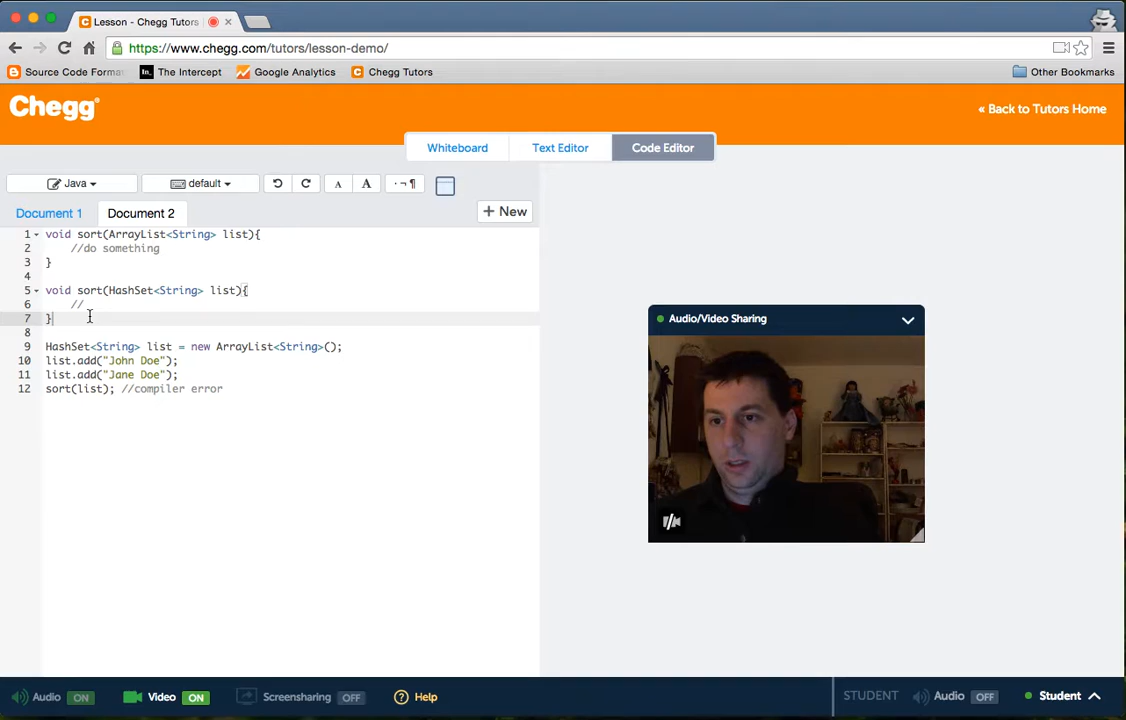 Lesson - Chegg Tutors
https://www.chegg.com/tutors/lesson-demo/
Source Code Format
In_ The Intercept
Google Analytics
C Chegg Tutors
Other Bookmarks
Chegg®
« Back to Tutors Home
Whiteboard
Text Editor
Code Editor
Java
default
A
A
Document 1
Document 2
+ New
1 void sort(ArrayList<String> list){
2 //do something
3 }
4
5 void sort(HashSet<String> list){
6 //
7 }
8
9 HashSet<String> list = new ArrayList<String>();
10 list.add("John Doe");
11 list.add("Jane Doe");
12 sort(list); //compiler error
Audio/Video Sharing
Audio ON
Video ON
Screensharing OFF
? Help
STUDENT
Audio OFF
Student